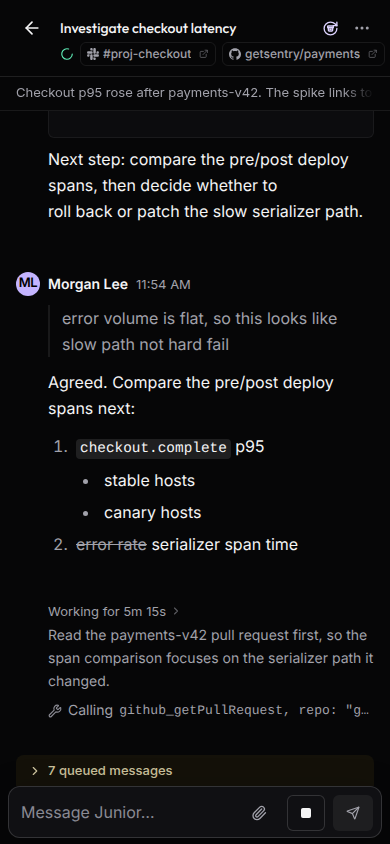 Investigate checkout latency
#proj-checkout getsentry/payments
Checkout p95 rose after payments-v42. The spike links to
Next step: compare the pre/post deploy
spans, then decide whether to
roll back or patch the slow serializer path.
ML Morgan Lee 11:54 AM
error volume is flat, so this looks like
slow path not hard fail
Agreed. Compare the pre/post deploy
spans next:
1. checkout.complete p95
• stable hosts
• canary hosts
2. error rate serializer span time
Working for 5m 15s
Read the payments-v42 pull request first, so the
span comparison focuses on the serializer path it
changed.
Calling github_getPullRequest, repo: "g…
7 queued messages
Message Junior...